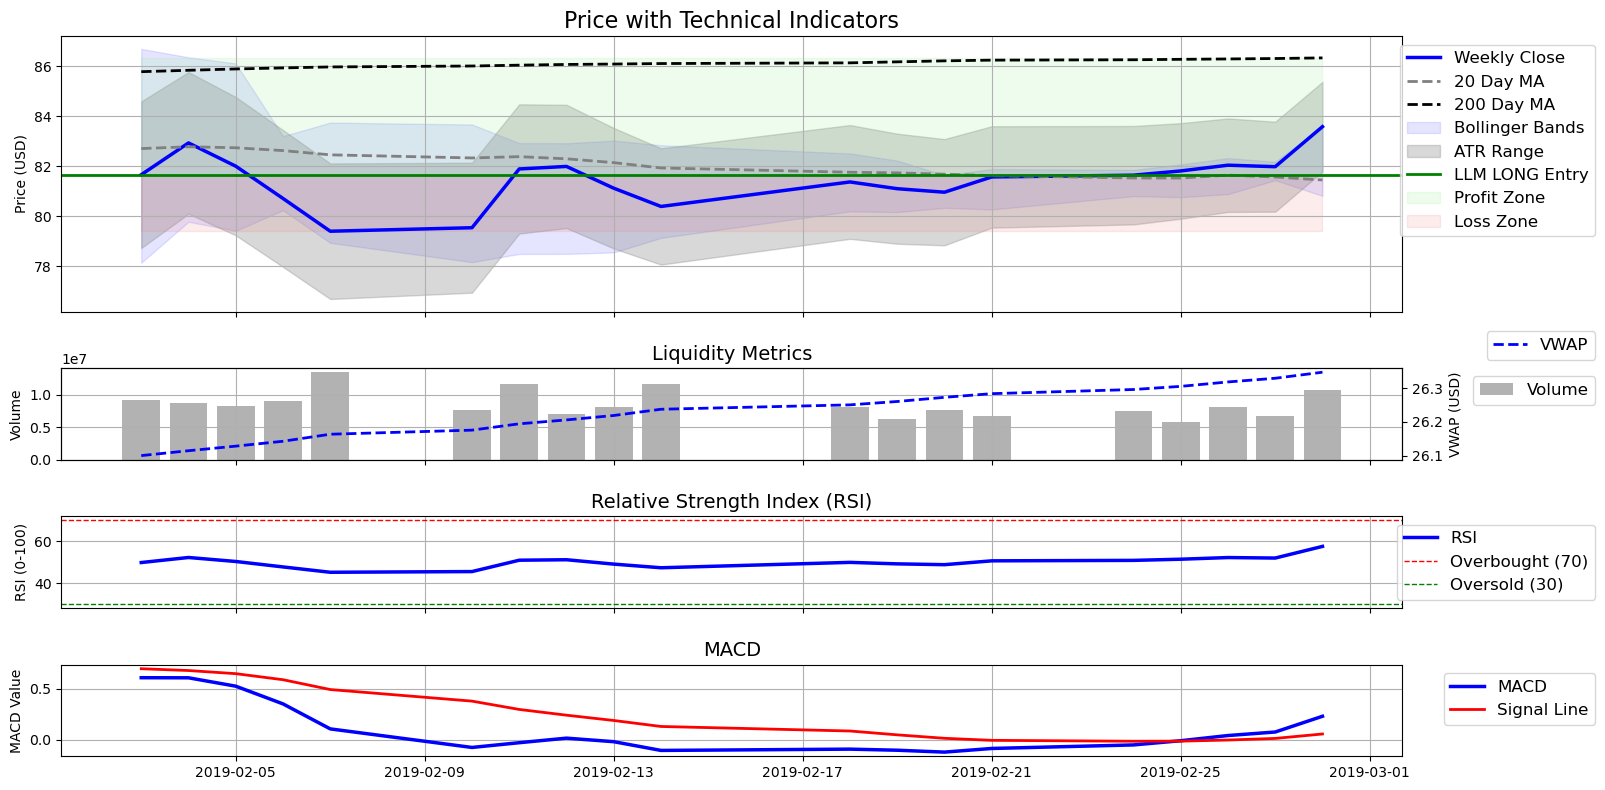 Price with Technical Indicators
Price (USD)
86
84
82
80
78
Weekly Close
20 Day MA
200 Day MA
Bollinger Bands
ATR Range
LLM LONG Entry
Profit Zone
Loss Zone
Liquidity Metrics
1e7
Volume
1.0
0.5
0.0
26.3
26.2
26.1
VWAP (USD)
VWAP
Volume
Relative Strength Index (RSI)
RSI (0-100)
60
40
RSI
Overbought (70)
Oversold (30)
MACD
MACD Value
0.5
0.0
MACD
Signal Line
2019-02-05
2019-02-09
2019-02-13
2019-02-17
2019-02-21
2019-02-25
2019-03-01